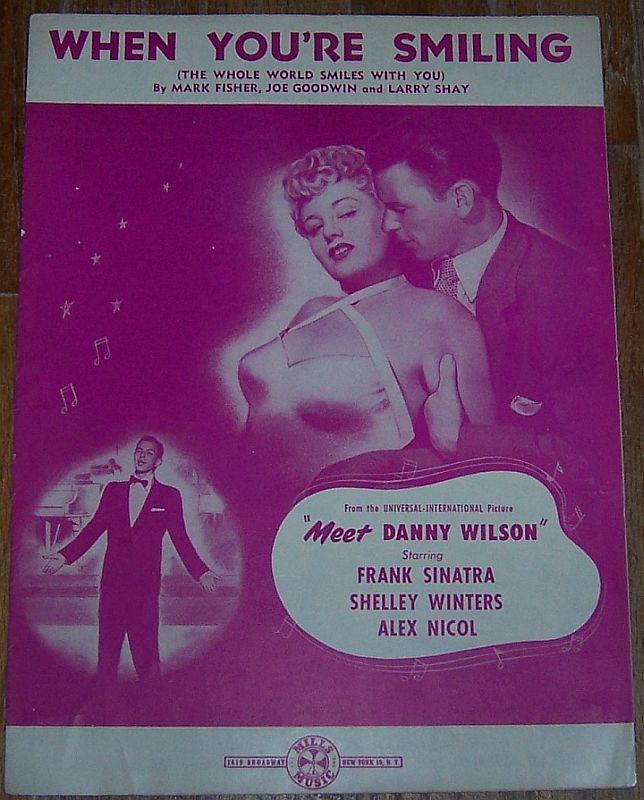 WHEN YOU'RE SMILING
(THE WHOLE WORLD SMILES WITH YOU)
By MARK FISHER, JOE GOODWIN and LARRY SHAY
From the UNIVERSAL-INTERNATIONAL Picture
"Meet DANNY WILSON"
Starring
FRANK SINATRA
SHELLEY WINTERS
ALEX NICOL
1619 BROADWAY MILLS MUSIC NEW YORK 19, N.Y.